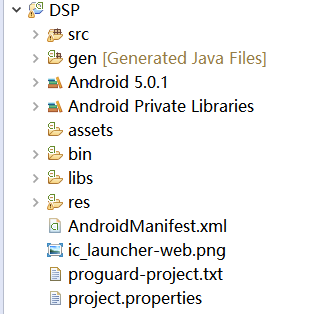 DSP
src
gen [Generated Java Files]
Android 5.0.1
Android Private Libraries
assets
bin
libs
res
AndroidManifest.xml
ic_launcher-web.png
proguard-project.txt
project.properties